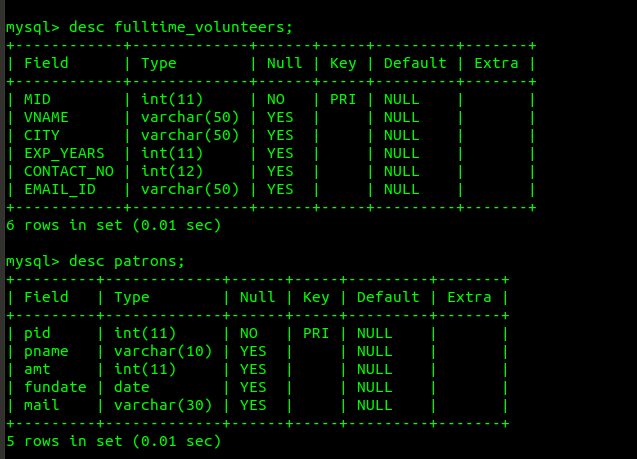 mysql> desc fulltime_volunteers;
+------------+-------------+------+-----+---------+-------+
| Field      | Type        | Null | Key | Default | Extra |
+------------+-------------+------+-----+---------+-------+
| MID        | int(11)     | NO   | PRI | NULL    |       |
| VNAME      | varchar(50) | YES  |     | NULL    |       |
| CITY       | varchar(50) | YES  |     | NULL    |       |
| EXP_YEARS  | int(11)     | YES  |     | NULL    |       |
| CONTACT_NO | int(12)     | YES  |     | NULL    |       |
| EMAIL_ID   | varchar(50) | YES  |     | NULL    |       |
+------------+-------------+------+-----+---------+-------+
6 rows in set (0.01 sec)

mysql> desc patrons;
+---------+-------------+------+-----+---------+-------+
| Field   | Type        | Null | Key | Default | Extra |
+---------+-------------+------+-----+---------+-------+
| pid     | int(11)     | NO   | PRI | NULL    |       |
| pname   | varchar(10) | YES  |     | NULL    |       |
| amt     | int(11)     | YES  |     | NULL    |       |
| fundate | date        | YES  |     | NULL    |       |
| mail    | varchar(30) | YES  |     | NULL    |       |
+---------+-------------+------+-----+---------+-------+
5 rows in set (0.01 sec)